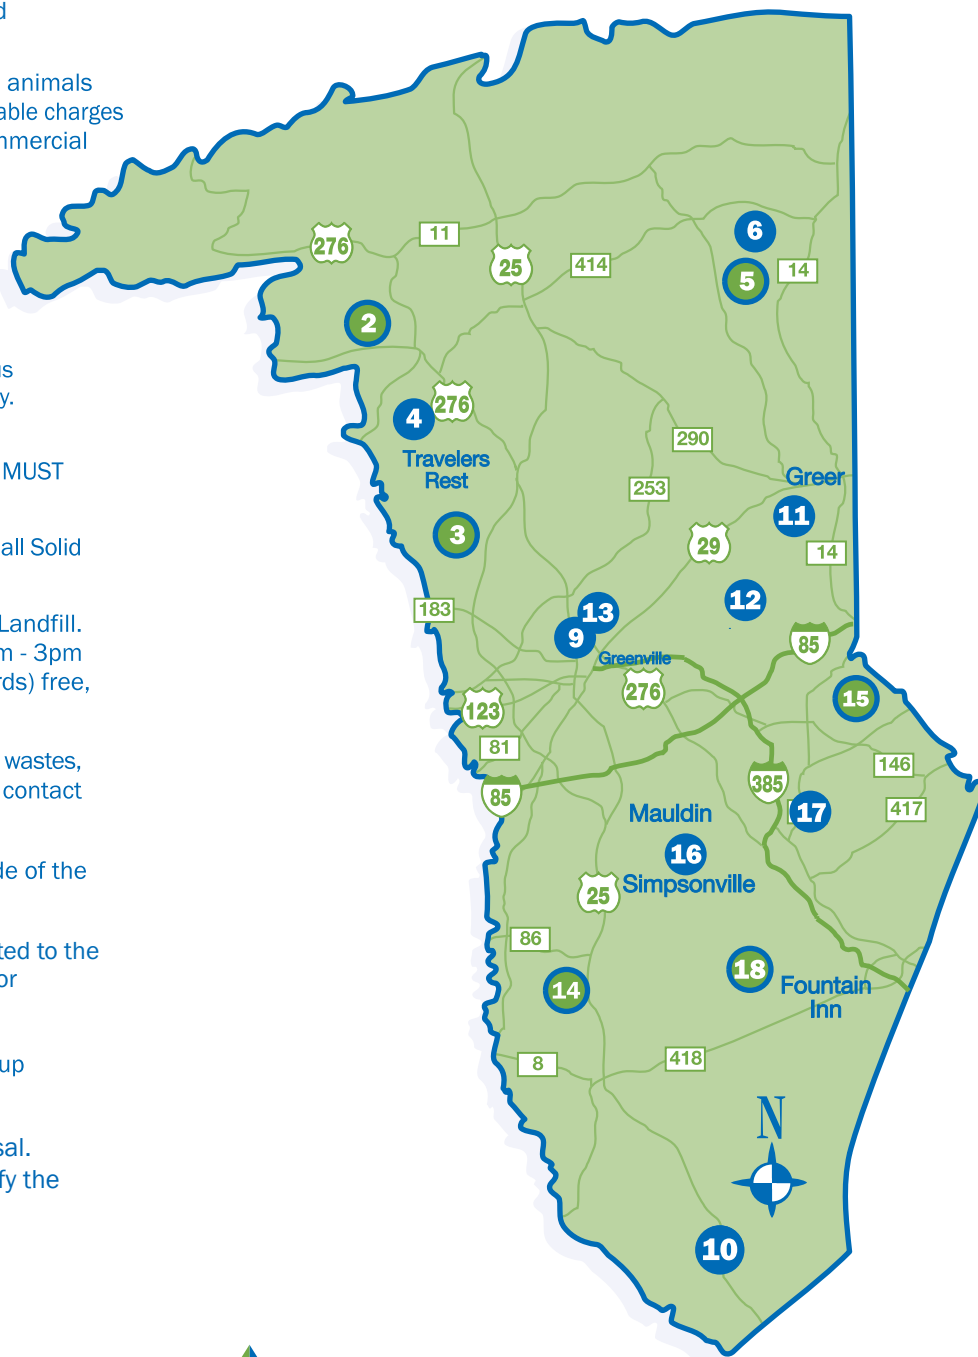 animals
able charges
mmercial
y.
MUST
all Solid
Landfill.
m - 3pm
rds) free,
wastes,
contact
de of the
ted to the
or
up
sal.
fy the
276
11
25
414
6
5
14
2
4
276
Travelers
Rest
290
253
Greer
11
3
29
14
183
13
12
9
85
Greenville
276
15
123
81
146
85
385
417
17
Mauldin
16
Simpsonville
25
86
14
18
Fountain
Inn
8
418
N
10